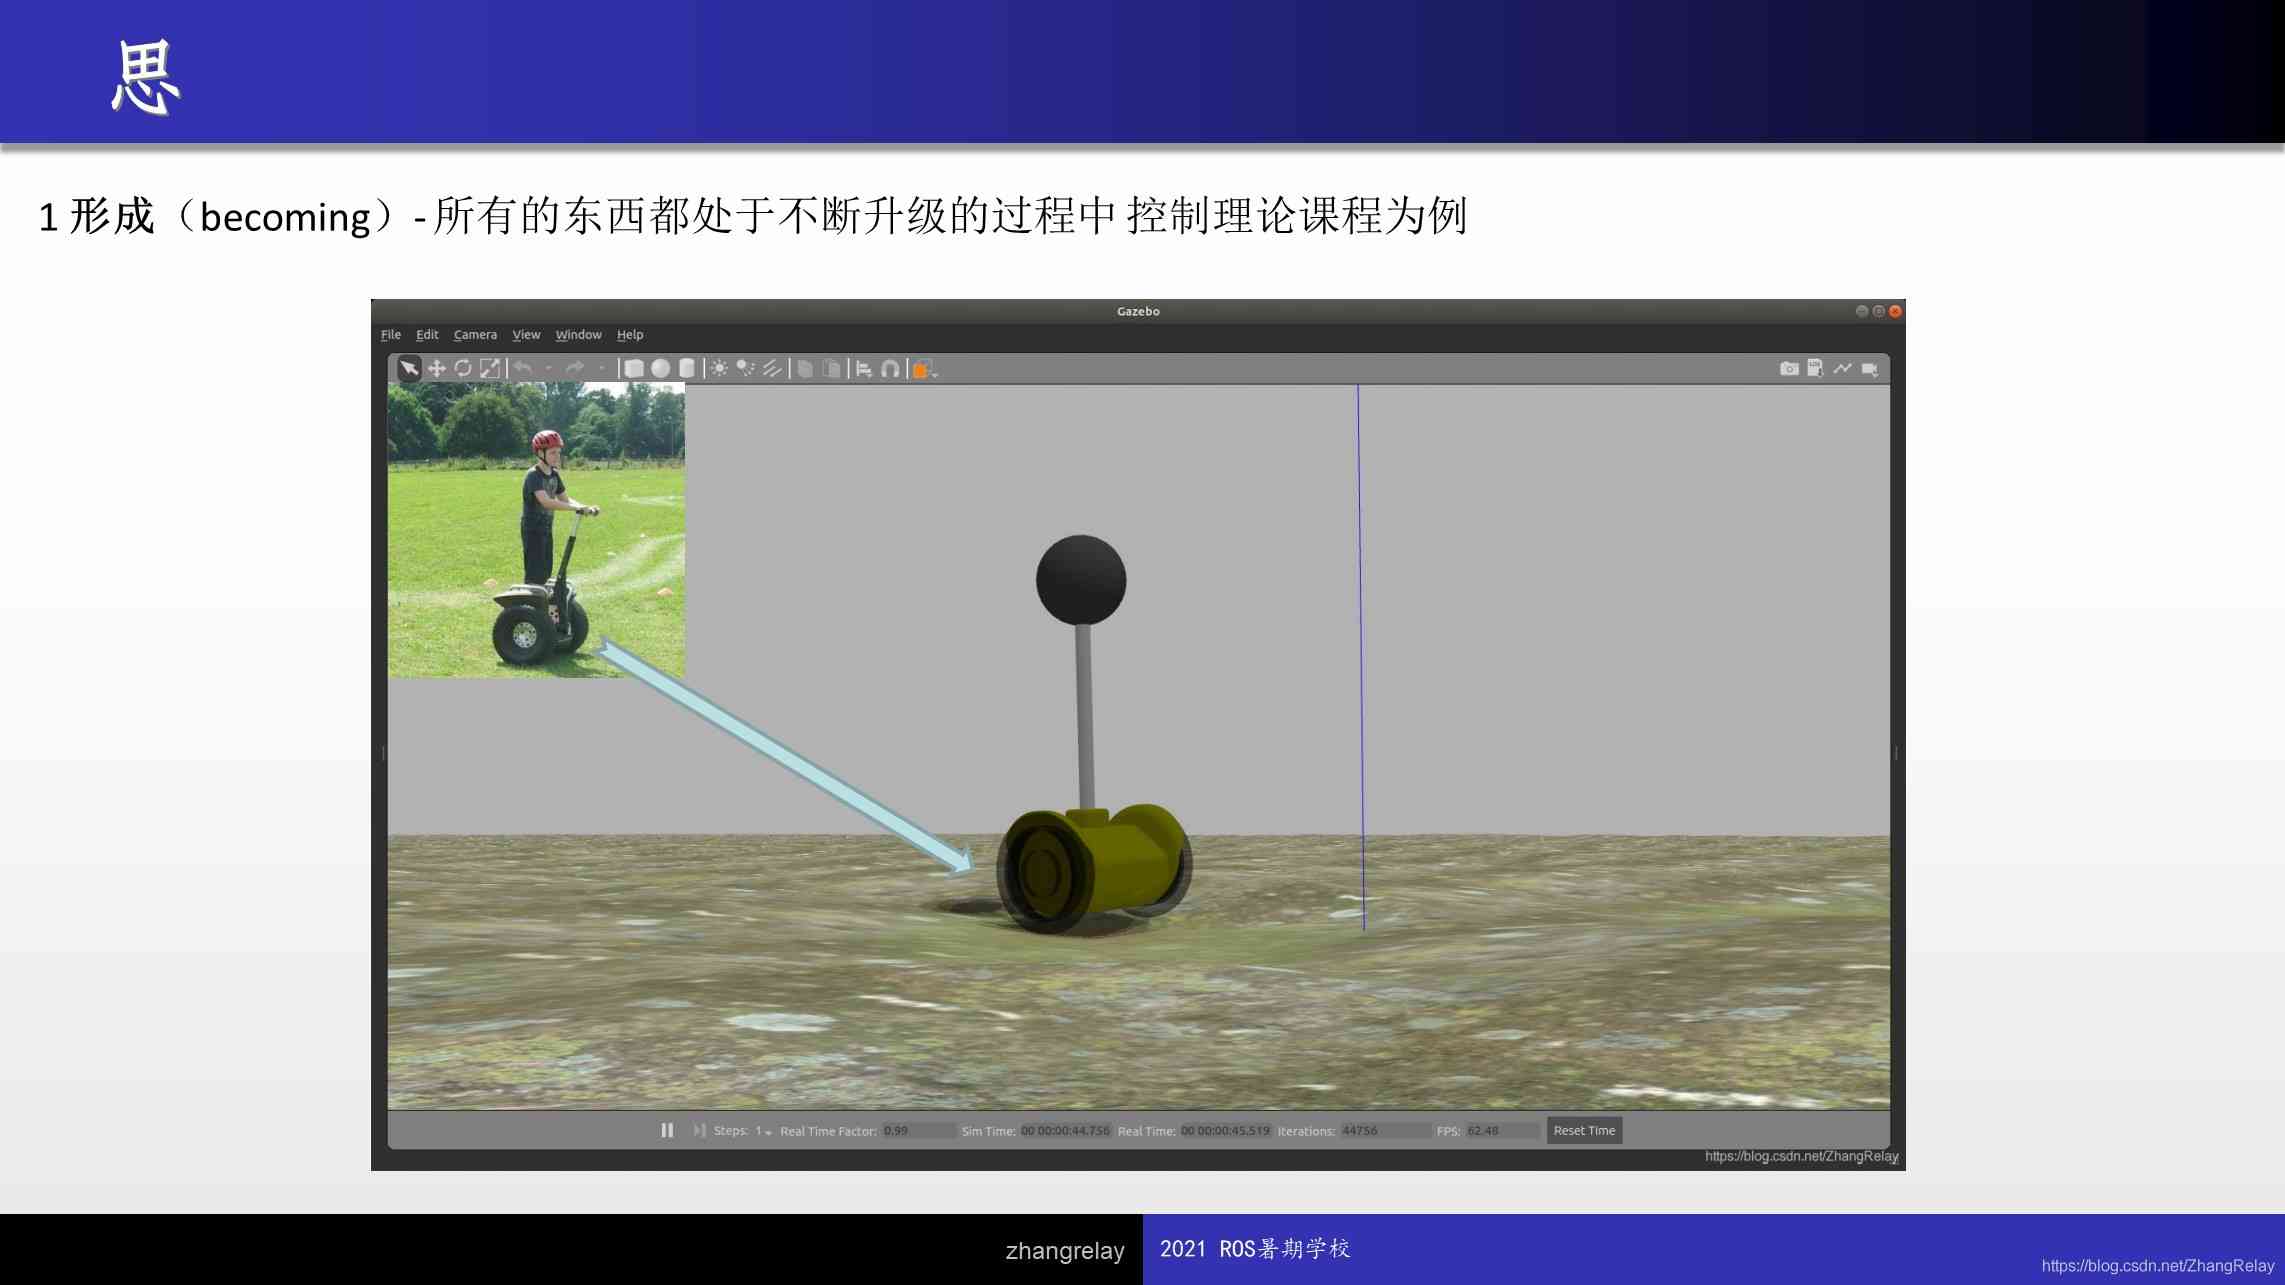 思
1 形成（becoming）- 所有的东西都处于不断升级的过程中 控制理论课程为例
Gazebo
File Edit Camera View Window Help
Steps: 1 Real Time Factor: 0.99 Sim Time: 00 00:00:44.756 Real Time: 00 00:00:45.519 Iterations: 44756 FPS: 62.48 Reset Time
https://blog.csdn.net/ZhangRelay
zhangrelay
2021 ROS暑期学校
https://blog.csdn.net/ZhangRelay